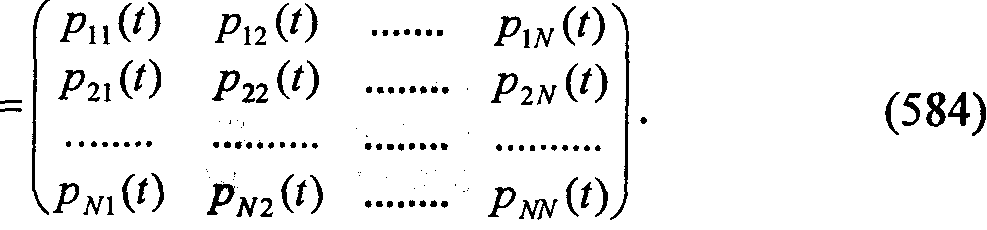 p₁₁(t) p₁₂(t) ....... p₁N(t)
= p₂₁(t) p₂₂(t) ........ p₂N(t) . (584)
........ .......... ........ ..........
pN₁(t) pN₂(t) ........ pNN(t)